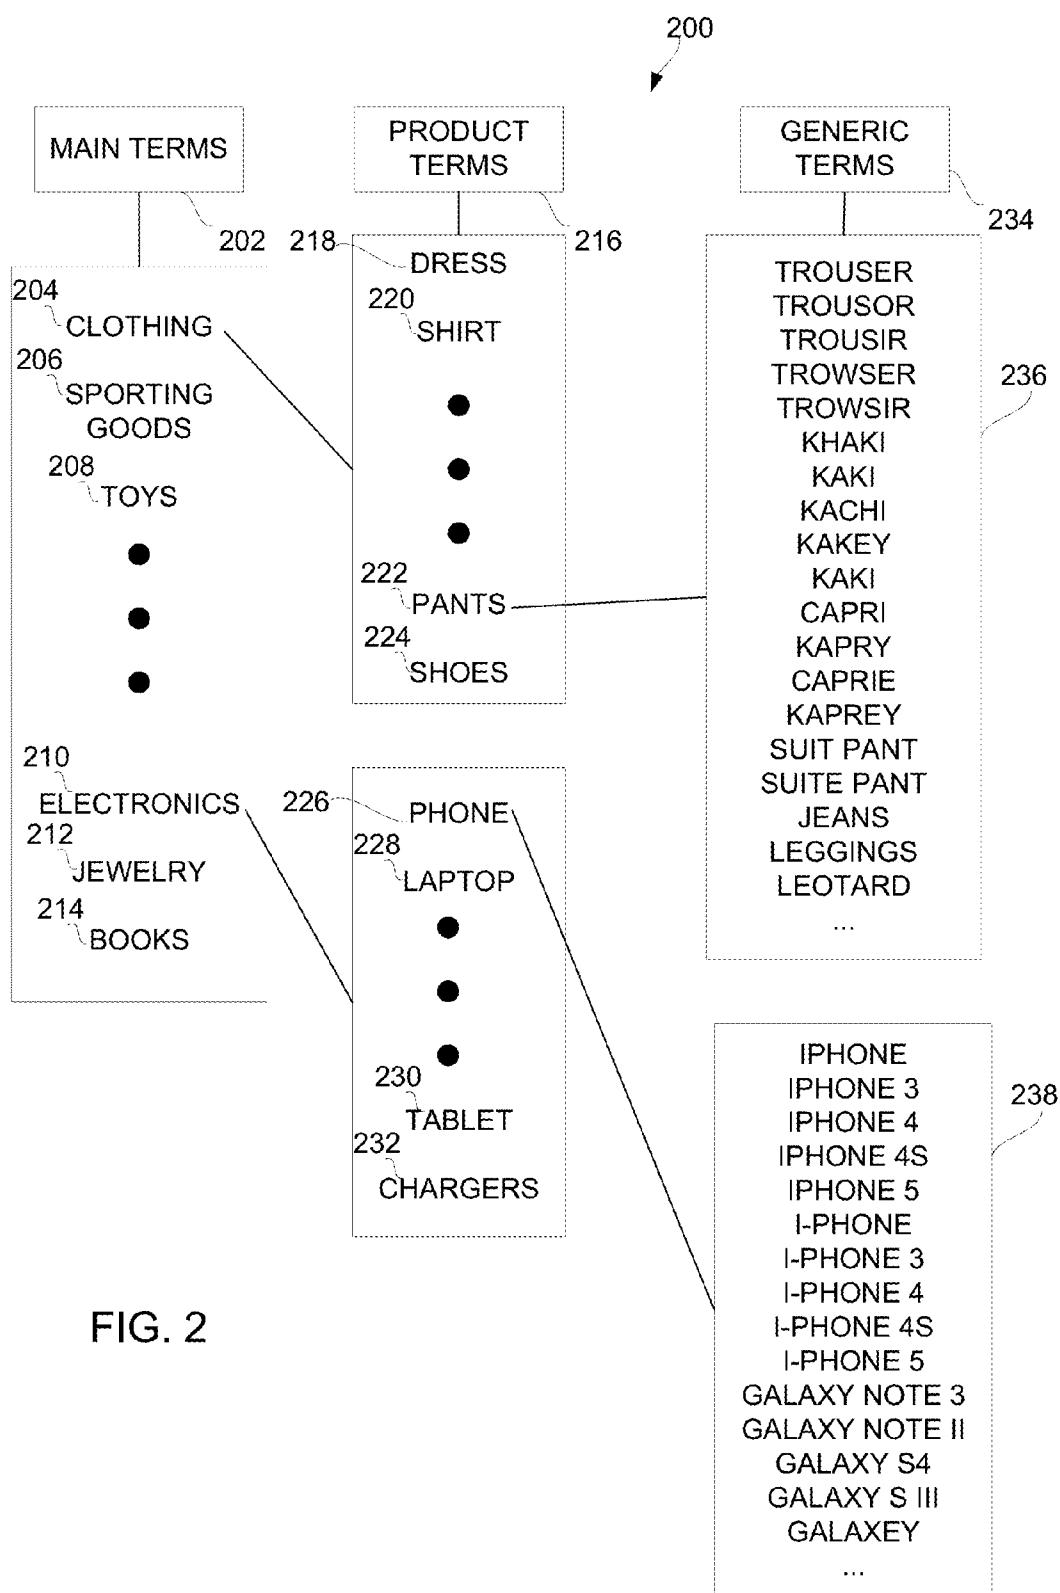 200
MAIN TERMS
202
204
CLOTHING
206
SPORTING
GOODS
208
TOYS
210
ELECTRONICS
212
JEWELRY
214
BOOKS
PRODUCT
TERMS
216
218
DRESS
220
SHIRT
222
PANTS
224
SHOES
226
PHONE
228
LAPTOP
230
TABLET
232
CHARGERS
GENERIC
TERMS
234
TROUSER
TROUSOR
TROUSIR
TROWSER
TROWSIR
KHAKI
KAKI
KACHI
KAKEY
KAKI
CAPRI
KAPRY
CAPRIE
KAPREY
SUIT PANT
SUITE PANT
JEANS
LEGGINGS
LEOTARD
...
236
IPHONE
IPHONE 3
IPHONE 4
IPHONE 4S
IPHONE 5
I-PHONE
I-PHONE 3
I-PHONE 4
I-PHONE 4S
I-PHONE 5
GALAXY NOTE 3
GALAXY NOTE II
GALAXY S4
GALAXY S III
GALAXEY
...
238
FIG. 2